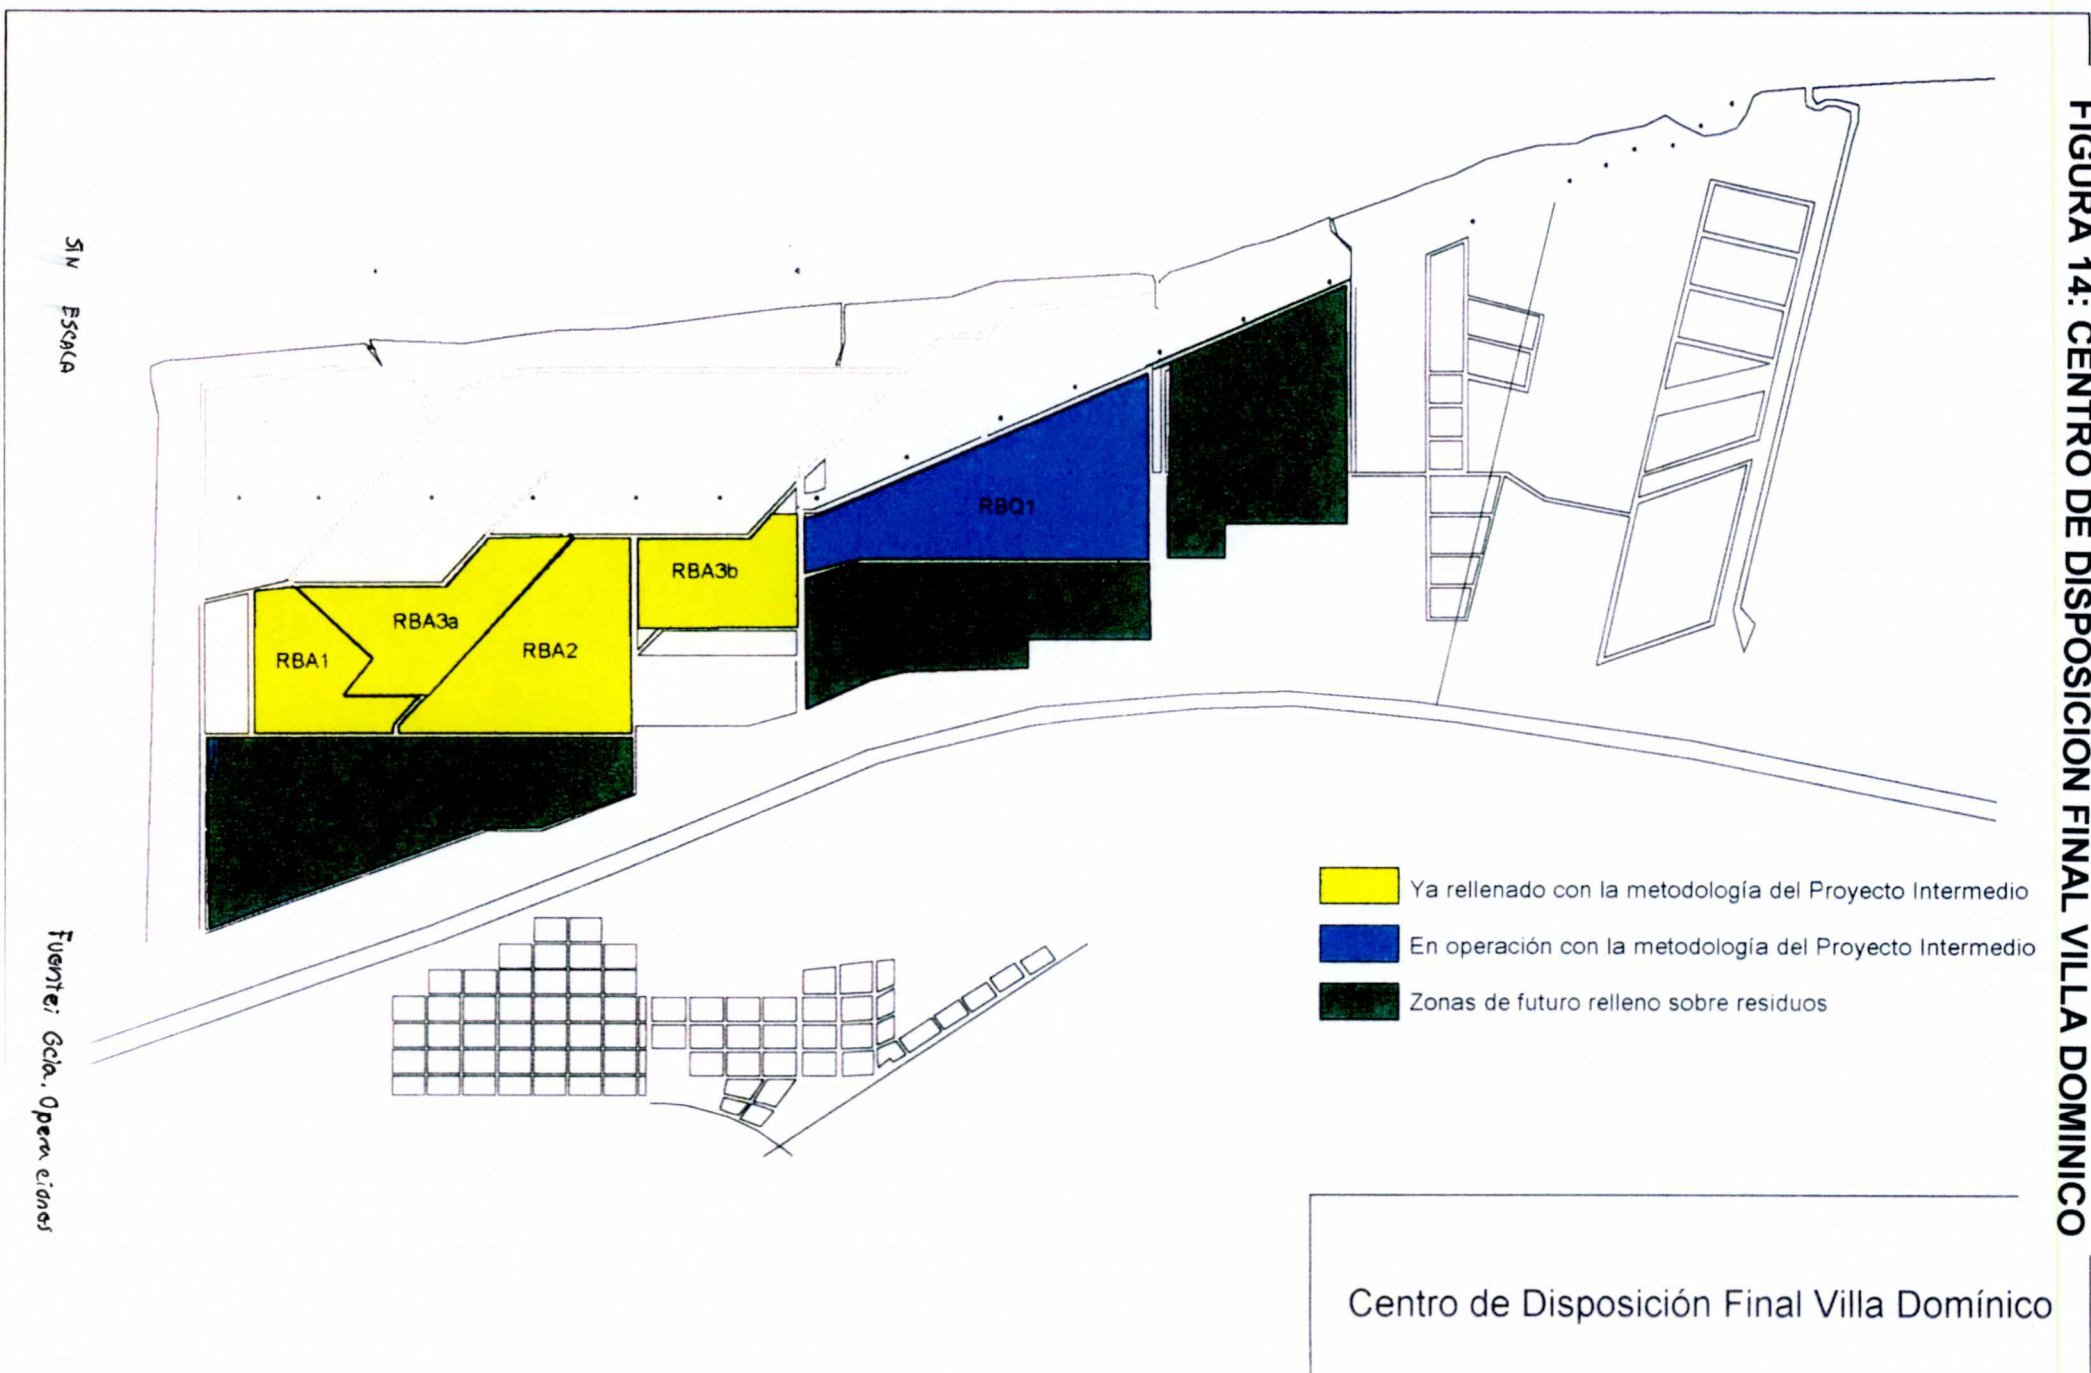 FIGURA 14: CENTRO DE DISPOSICION FINAL VILLA DOMINICO
SIN ESCALA
RBQ1
RBA3b
RBA3a
RBA2
RBA1
Ya rellenado con la metodología del Proyecto Intermedio
En operación con la metodología del Proyecto Intermedio
Zonas de futuro relleno sobre residuos
Fuente: Gcia. Operaciones
Centro de Disposición Final Villa Domínico